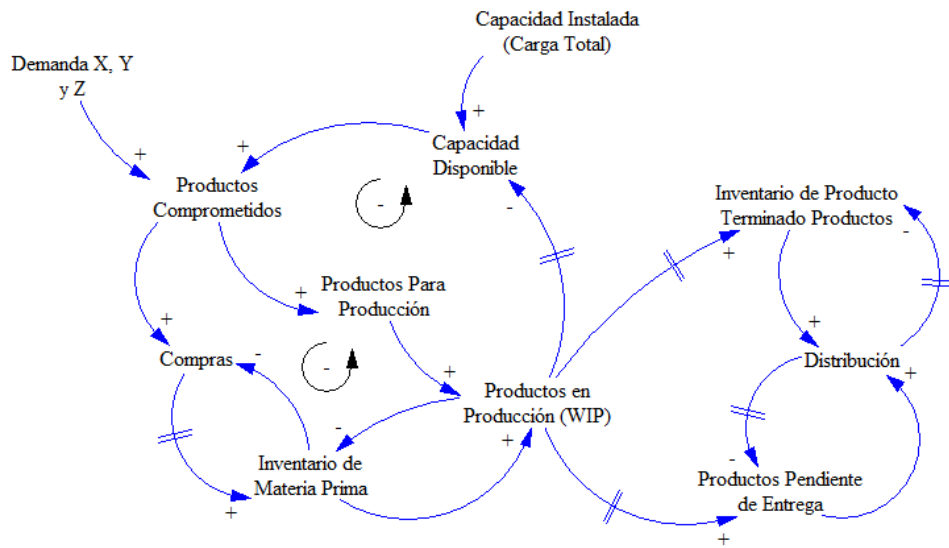 Capacidad Instalada
(Carga Total)
Demanda X, Y
y Z
+
+
+
Capacidad
Disponible
-
Productos
Comprometidos
-
Inventario de Producto
Terminado Productos
-
+
Productos Para
Producción
+
+
+
Compras
-
-
+
Distribución
+
Productos en
Producción (WIP)
+
-
-
Inventario de
Materia Prima
+
Productos Pendiente
de Entrega
+